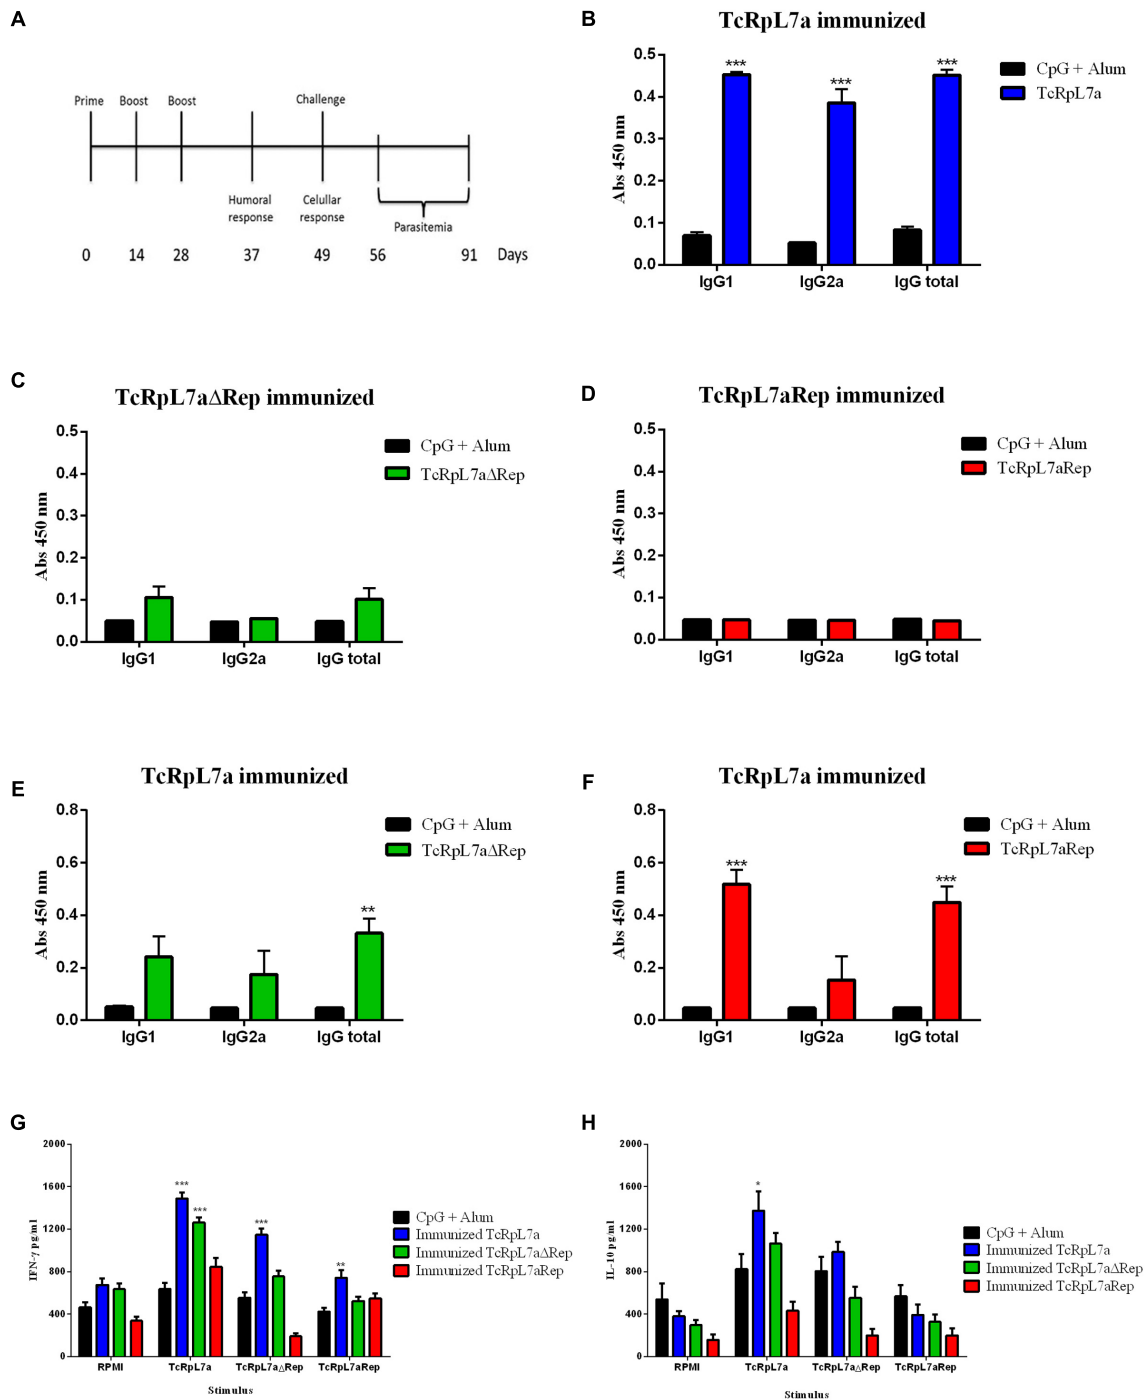 A
Prime Boost Boost Challenge
Humoral response
Celullar response
Parasitemia
0 14 28 37 49 56 91 Days
B
TcRpL7a immunized
*** *** ***
CpG + Alum
TcRpL7a
Abs 450 nm
0.5
0.4
0.3
0.2
0.1
0.0
IgG1 IgG2a IgG total
C
TcRpL7aΔRep immunized
CpG + Alum
TcRpL7aΔRep
Abs 450 nm
0.5
0.4
0.3
0.2
0.1
0.0
IgG1 IgG2a IgG total
D
TcRpL7aRep immunized
CpG + Alum
TcRpL7aRep
Abs 450 nm
0.5
0.4
0.3
0.2
0.1
0.0
IgG1 IgG2a IgG total
E
TcRpL7a immunized
**
CpG + Alum
TcRpL7aΔRep
Abs 450 nm
0.8
0.6
0.4
0.2
0.0
IgG1 IgG2a IgG total
F
TcRpL7a immunized
*** ***
CpG + Alum
TcRpL7aRep
Abs 450 nm
0.8
0.6
0.4
0.2
0.0
IgG1 IgG2a IgG total
G
*** *** *** **
CpG + Alum
Immunized TcRpL7a
Immunized TcRpL7aΔRep
Immunized TcRpL7aRep
IFN-γ pg/ml
2000
1600
1200
800
400
0
RPMI TcRpL7a TcRpL7aΔRep TcRpL7aRep
Stimulus
H
*
CpG + Alum
Immunized TcRpL7a
Immunized TcRpL7aΔRep
Immunized TcRpL7aRep
IL-10 pg/ml
2000
1600
1200
800
400
0
RPMI TcRpL7a TcRpL7aΔRep TcRpL7aRep
Stimulus